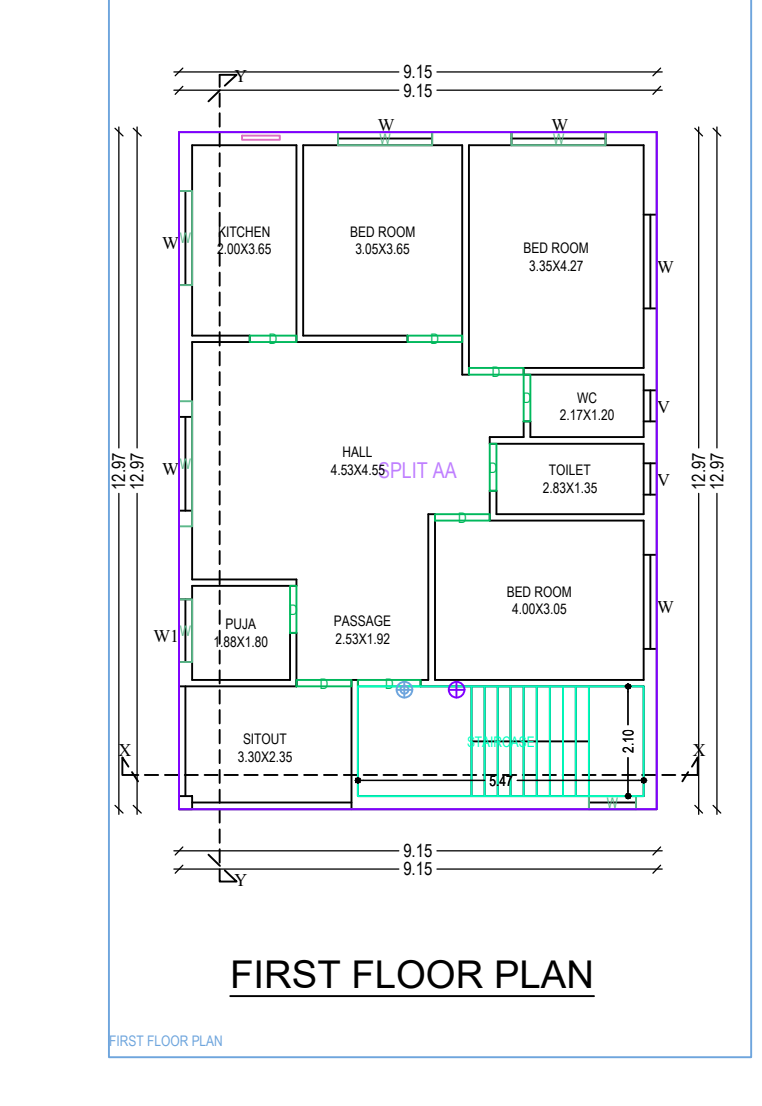 9.15
Y
9.15
W
W
W
W
KITCHEN
2.00X3.65
BED ROOM
3.05X3.65
BED ROOM
3.35X4.27
W
W
W
D
D
D
WC
2.17X1.20
D
V
HALL
4.53X4.55
SPLIT AA
W
W
12.97
12.97
12.97
12.97
D
TOILET
2.83X1.35
V
D
BED ROOM
4.00X3.05
W
D
PUJA
1.88X1.80
W1
W
PASSAGE
2.53X1.92
D
D
SITOUT
3.30X2.35
STAIRCASE
2.10
X
X
5.47
W
9.15
9.15
Y
FIRST FLOOR PLAN
FIRST FLOOR PLAN